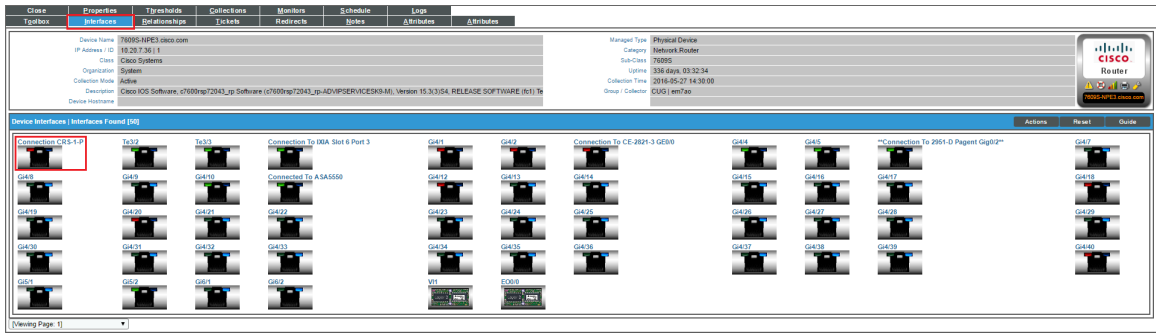 Close Properties Thresholds Collections Monitors Schedule Logs
Toolbox Interfaces Relationships Tickets Redirects Notes Attributes Attributes
Device Name 7609S-NPE3.cisco.com Managed Type Physical Device
IP Address / ID 10.20.7.36 | 1 Category Network.Router
Class Cisco Systems Sub-Class 7609S
Organization System Uptime 336 days, 03:32:34
Collection Mode Active Collection Time 2016-05-27 14:30:00
Description Cisco IOS Software, c7600rsp72043_rp Software (c7600rsp72043_rp-ADVIPSERVICESK9-M), Version 15.3(3)S4, RELEASE SOFTWARE (fc1) Te Group / Collector CUG | em7ao
Device Hostname
CISCO
Router
7609S-NPE3.cisco.com
Device Interfaces | Interfaces Found [50] Actions Reset Guide
Connection CRS-1-P Te3/2 Te3/3 Connection To IXIA Slot 6 Port 3 Gi4/1 Gi4/2 Connection To CE-2821-3 GE0/0 Gi4/4 Gi4/5 **Connection To 2951-D Pagent Gig0/2** Gi4/7
Gi4/8 Gi4/9 Gi4/10 Connected To ASA5550 Gi4/12 Gi4/13 Gi4/14 Gi4/15 Gi4/16 Gi4/17 Gi4/18
Gi4/19 Gi4/20 Gi4/21 Gi4/22 Gi4/23 Gi4/24 Gi4/25 Gi4/26 Gi4/27 Gi4/28 Gi4/29
Gi4/30 Gi4/31 Gi4/32 Gi4/33 Gi4/34 Gi4/35 Gi4/36 Gi4/37 Gi4/38 Gi4/39 Gi4/40
Gi5/1 Gi5/2 Gi6/1 Gi6/2 Vl1 EO0/0
[Viewing Page: 1]